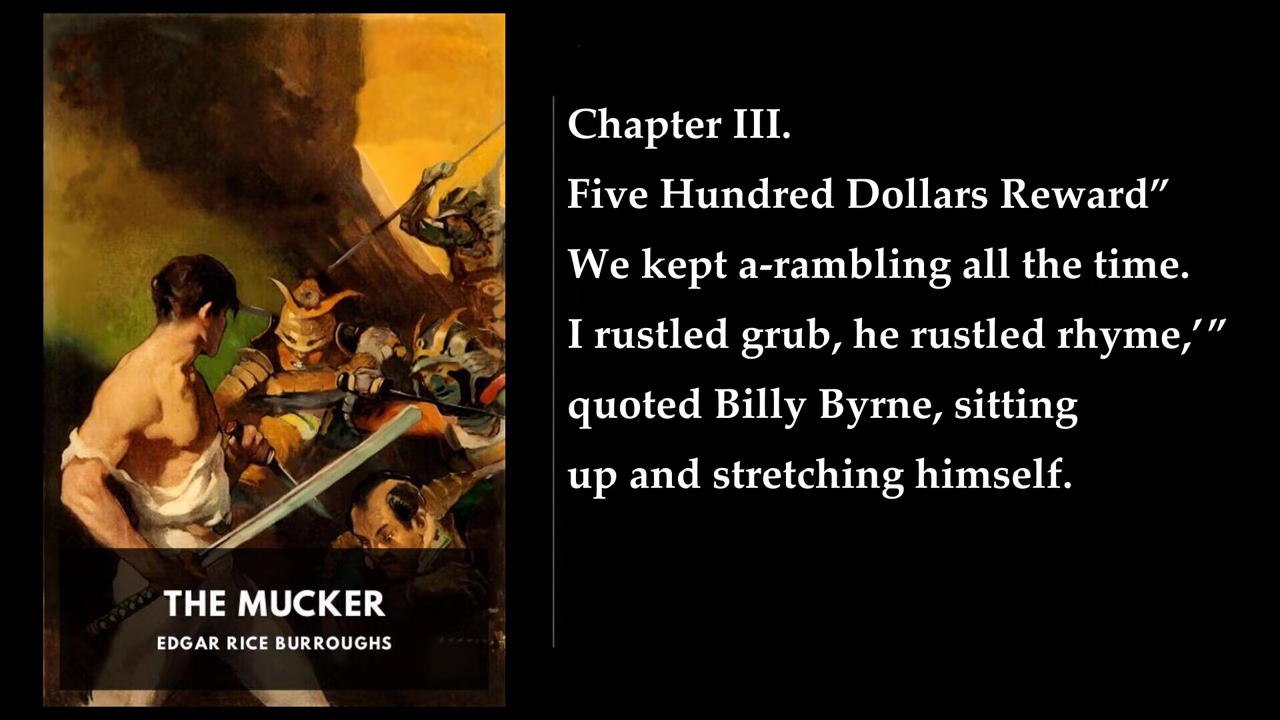 THE MUCKER
EDGAR RICE BURROUGHS
Chapter III.
Five Hundred Dollars Reward”
We kept a-rambling all the time.
I rustled grub, he rustled rhyme,’”
quoted Billy Byrne, sitting
up and stretching himself.